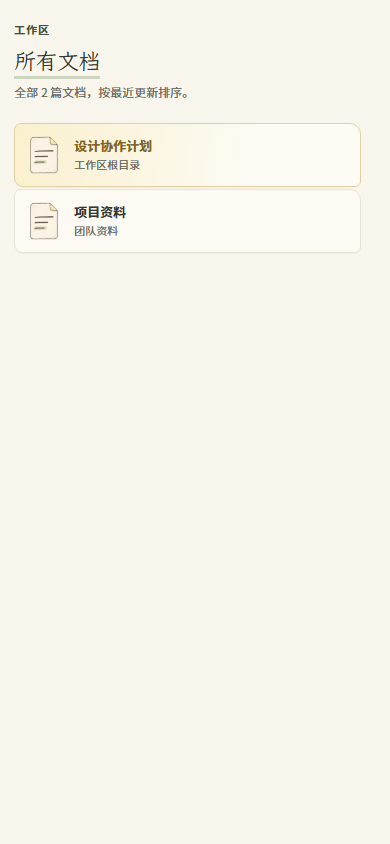 工作区
所有文档
全部 2 篇文档，按最近更新排序。
设计协作计划
工作区根目录
项目资料
团队资料